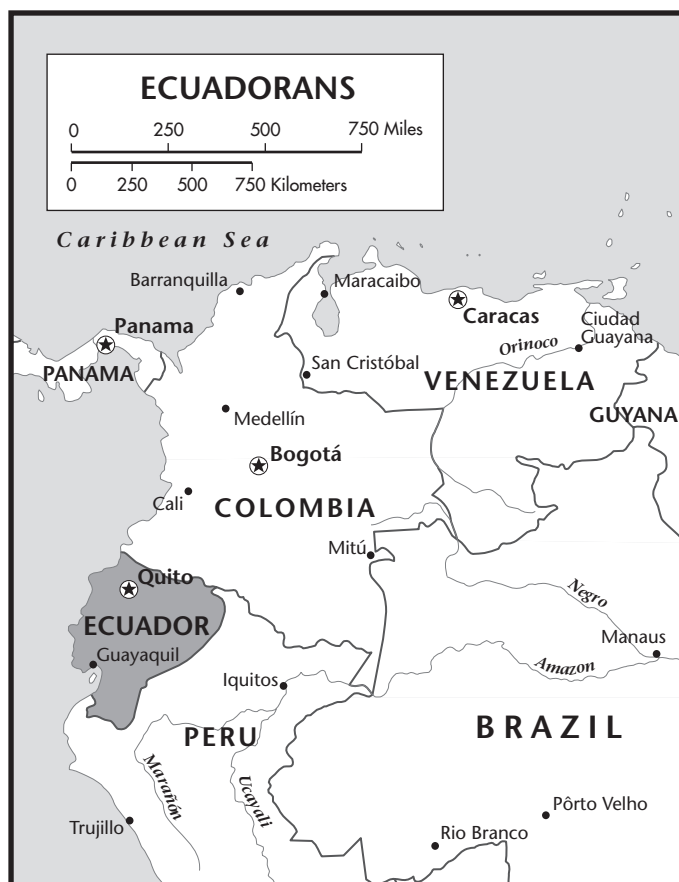 ECUADORANS
0 250 500 750 Miles
0 250 500 750 Kilometers
Caribbean Sea
Barranquilla
Maracaibo
Caracas
Ciudad
Guayana
Panama
Orinoco
PANAMA
San Cristóbal
VENEZUELA
GUYANA
Medellín
Bogotá
Cali
COLOMBIA
Mitú
Quito
Negro
ECUADOR
Manaus
Guayaquil
Amazon
Iquitos
BRAZIL
PERU
Marañón
Ucayali
Pôrto Velho
Trujillo
Rio Branco